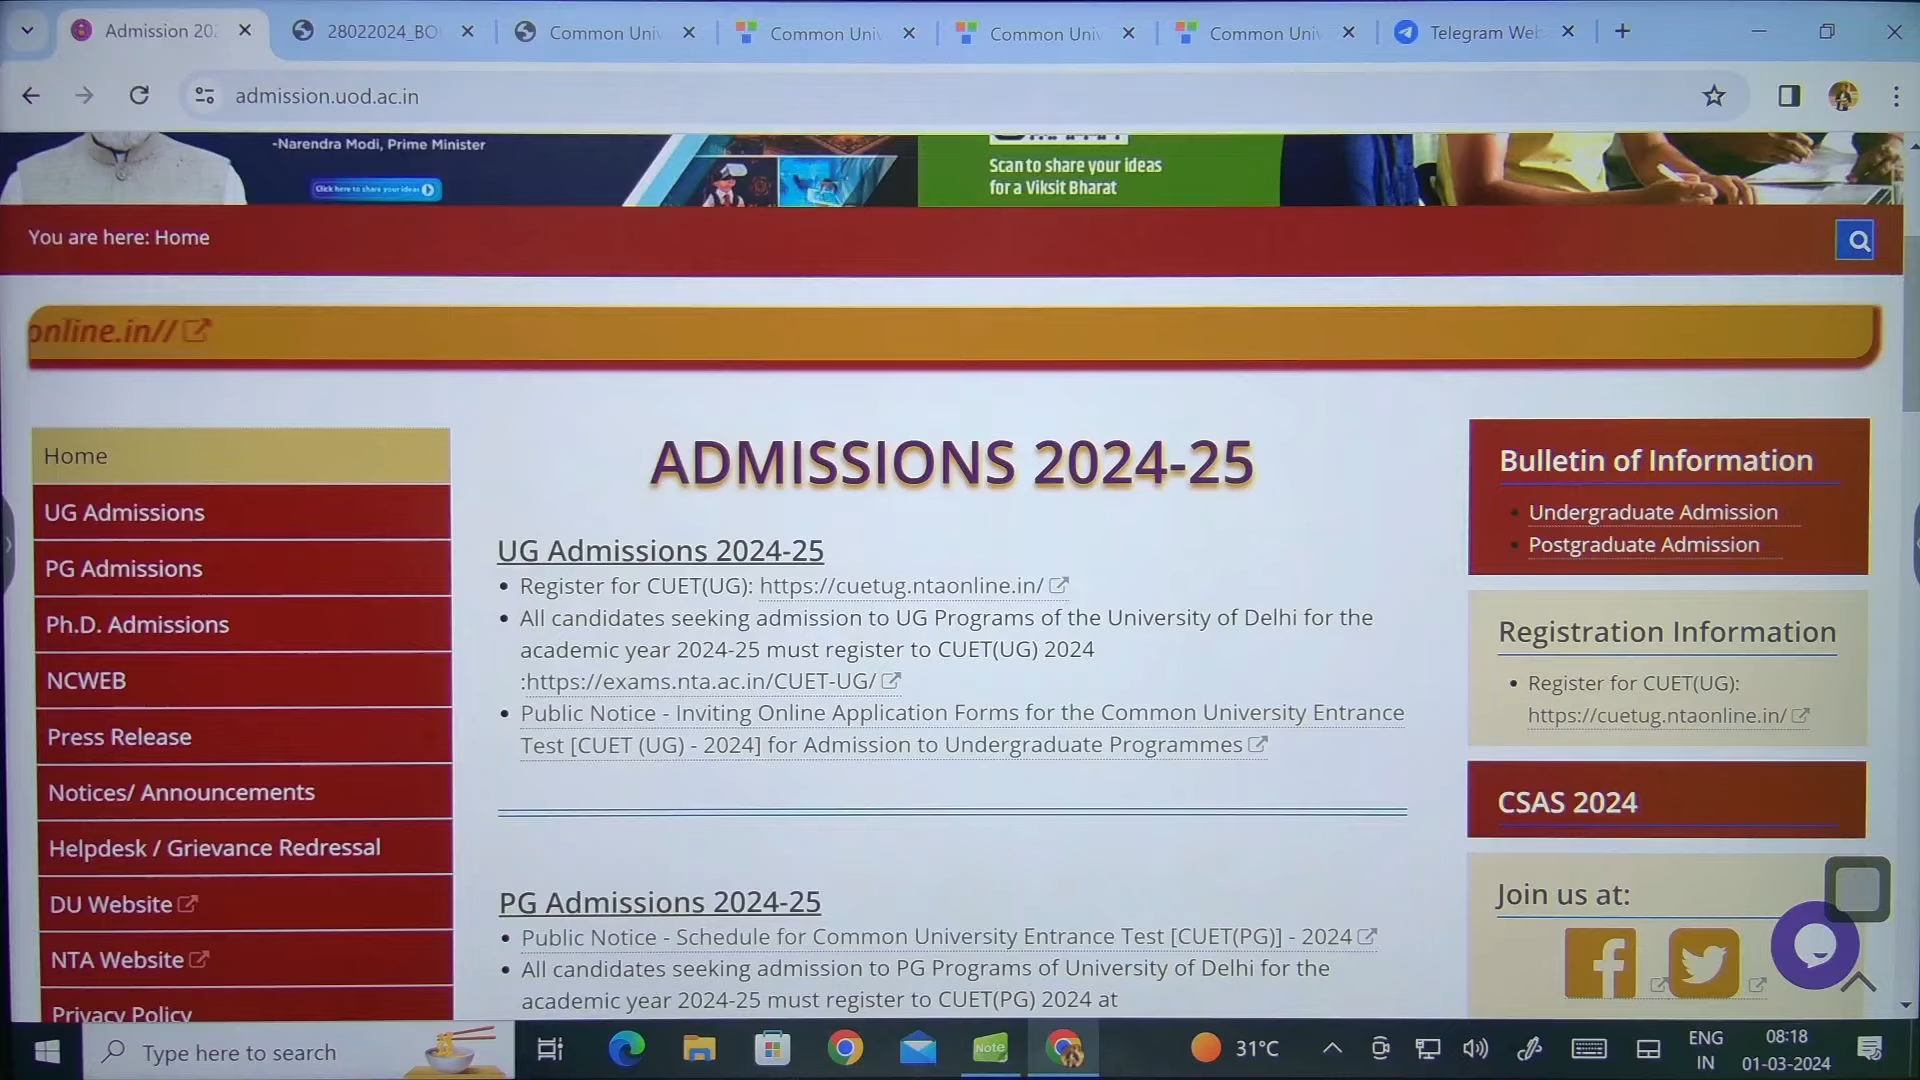 Admission 202
28022024_BO
Common Univ
Common Univ
Common Univ
Common Univ
Telegram Web
admission.uod.ac.in
-Narendra Modi, Prime Minister
Click here to share your ideas
Scan to share your ideas
for a Viksit Bharat
You are here: Home
online.in//
Home
UG Admissions
PG Admissions
Ph.D. Admissions
NCWEB
Press Release
Notices/ Announcements
Helpdesk / Grievance Redressal
DU Website
NTA Website
Privacy Policy
ADMISSIONS 2024-25
UG Admissions 2024-25
• Register for CUET(UG): https://cuetug.ntaonline.in/
• All candidates seeking admission to UG Programs of the University of Delhi for the
academic year 2024-25 must register to CUET(UG) 2024
:https://exams.nta.ac.in/CUET-UG/
• Public Notice - Inviting Online Application Forms for the Common University Entrance
Test [CUET (UG) - 2024] for Admission to Undergraduate Programmes
PG Admissions 2024-25
• Public Notice - Schedule for Common University Entrance Test [CUET(PG)] - 2024
• All candidates seeking admission to PG Programs of University of Delhi for the
academic year 2024-25 must register to CUET(PG) 2024 at
Bulletin of Information
• Undergraduate Admission
• Postgraduate Admission
Registration Information
• Register for CUET(UG):
https://cuetug.ntaonline.in/
CSAS 2024
Join us at:
Type here to search
Note
31°C
ENG
IN
08:18
01-03-2024